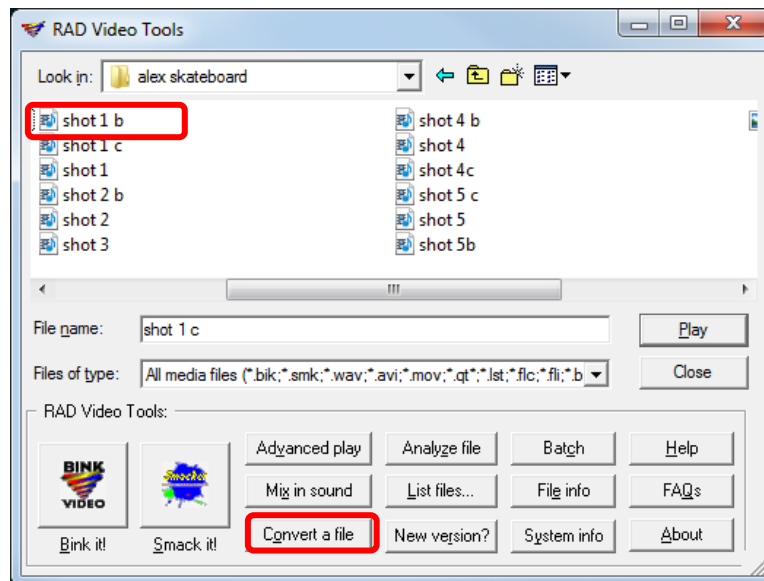 RAD Video Tools
Look in: alex skateboard
shot 1 b
shot 1 c
shot 1
shot 2 b
shot 2
shot 3
shot 4 b
shot 4
shot 4c
shot 5 c
shot 5
shot 5b
File name: shot 1 c
Play
Files of type: All media files (*.bik;*.smk;*.wav;*.avi;*.mov;*.qt*;*.lst;*.flc;*.fli;*.b
Close
RAD Video Tools:
BINK
VIDEO
Bink it!
Smacker
Smack it!
Advanced play Analyze file Batch Help
Mix in sound List files... File info FAQs
Convert a file New version? System info About